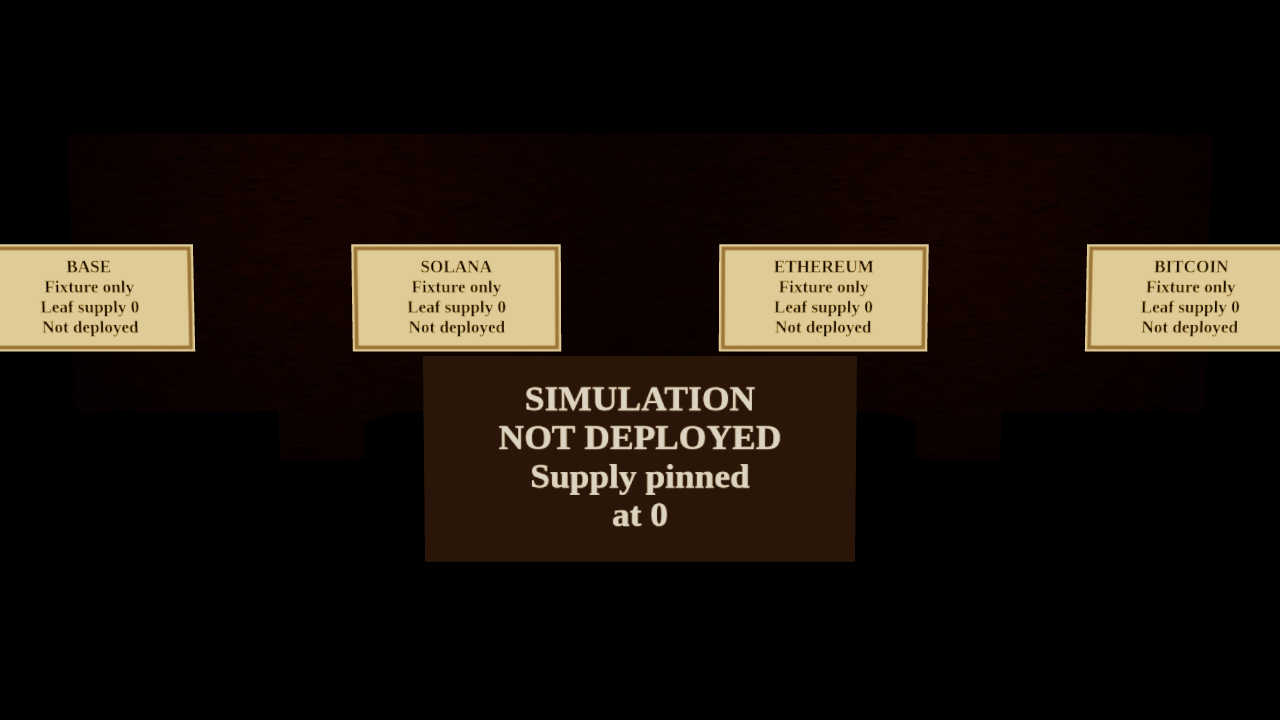 BASE
Fixture only
Leaf supply 0
Not deployed
SOLANA
Fixture only
Leaf supply 0
Not deployed
ETHEREUM
Fixture only
Leaf supply 0
Not deployed
BITCOIN
Fixture only
Leaf supply 0
Not deployed
SIMULATION
NOT DEPLOYED
Supply pinned
at 0